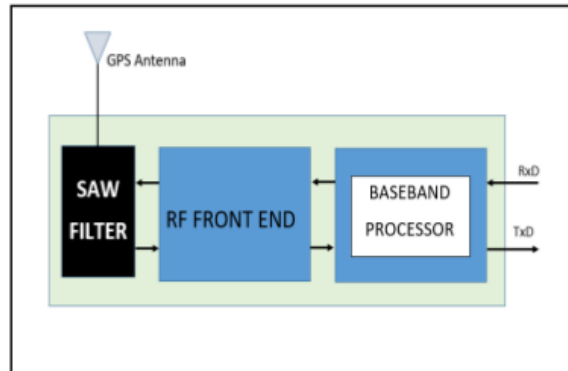 GPS Antenna
SAW
FILTER
RF FRONT END
BASEBAND
PROCESSOR
RxD
TxD